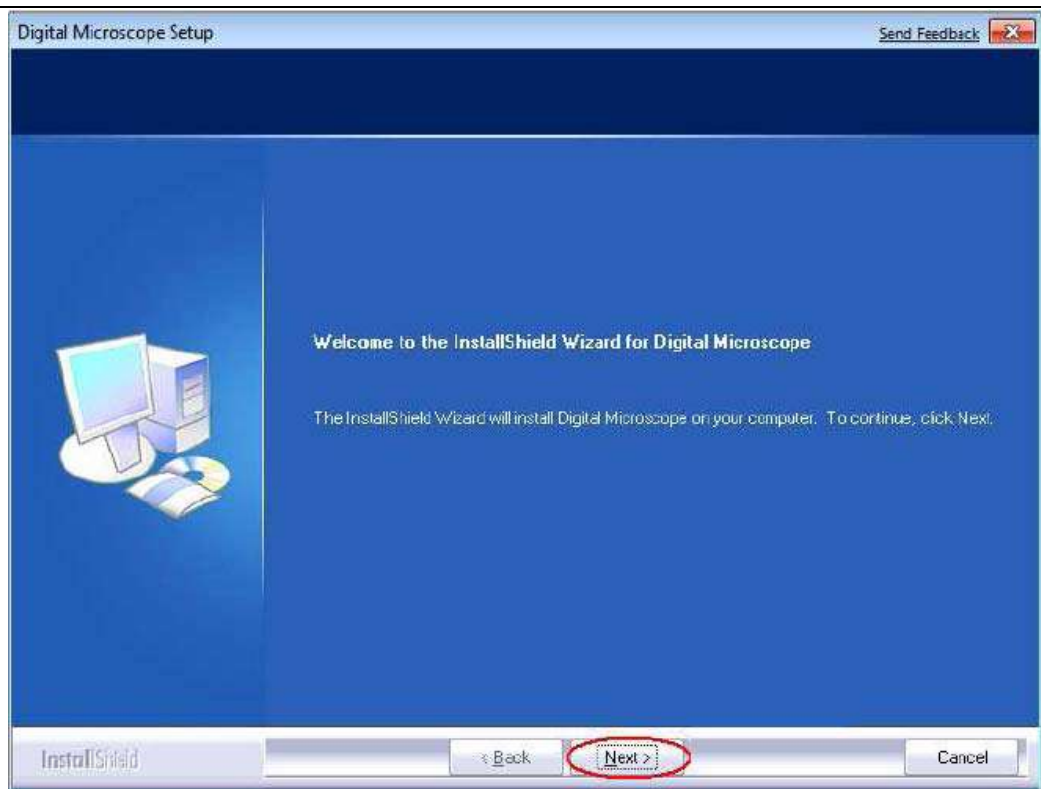 Digital Microscope Setup
Send Feedback
Welcome to the InstallShield Wizard for Digital Microscope
The InstallShield Wizard will install Digital Microscope on your computer. To continue, click Next.
InstallShield
< Back
Next >
Cancel